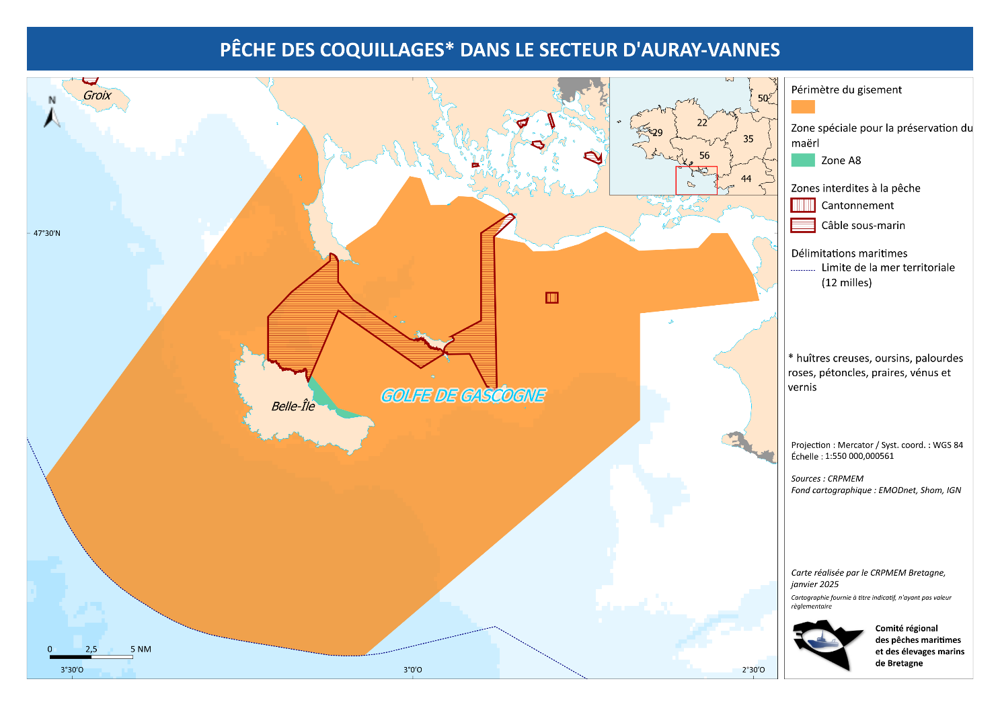 PÊCHE DES COQUILLAGES* DANS LE SECTEUR D'AURAY-VANNES
Groix
N
50
29
22
35
56
44
47°30'N
Belle-Île
GOLFE DE GASCOGNE
0 2,5 5 NM
3°30'O 3°0'O 2°30'O
Périmètre du gisement
Zone spéciale pour la préservation du
maërl
Zone A8
Zones interdites à la pêche
Cantonnement
Câble sous-marin
Délimitations maritimes
Limite de la mer territoriale
(12 milles)
* huîtres creuses, oursins, palourdes
roses, pétoncles, praires, vénus et
vernis
Projection : Mercator / Syst. coord. : WGS 84
Échelle : 1:550 000,000561
Sources : CRPMEM
Fond cartographique : EMODnet, Shom, IGN
Carte réalisée par le CRPMEM Bretagne,
janvier 2025
Cartographie fournie à titre indicatif, n'ayant pas valeur
règlementaire
Comité régional
des pêches maritimes
et des élevages marins
de Bretagne